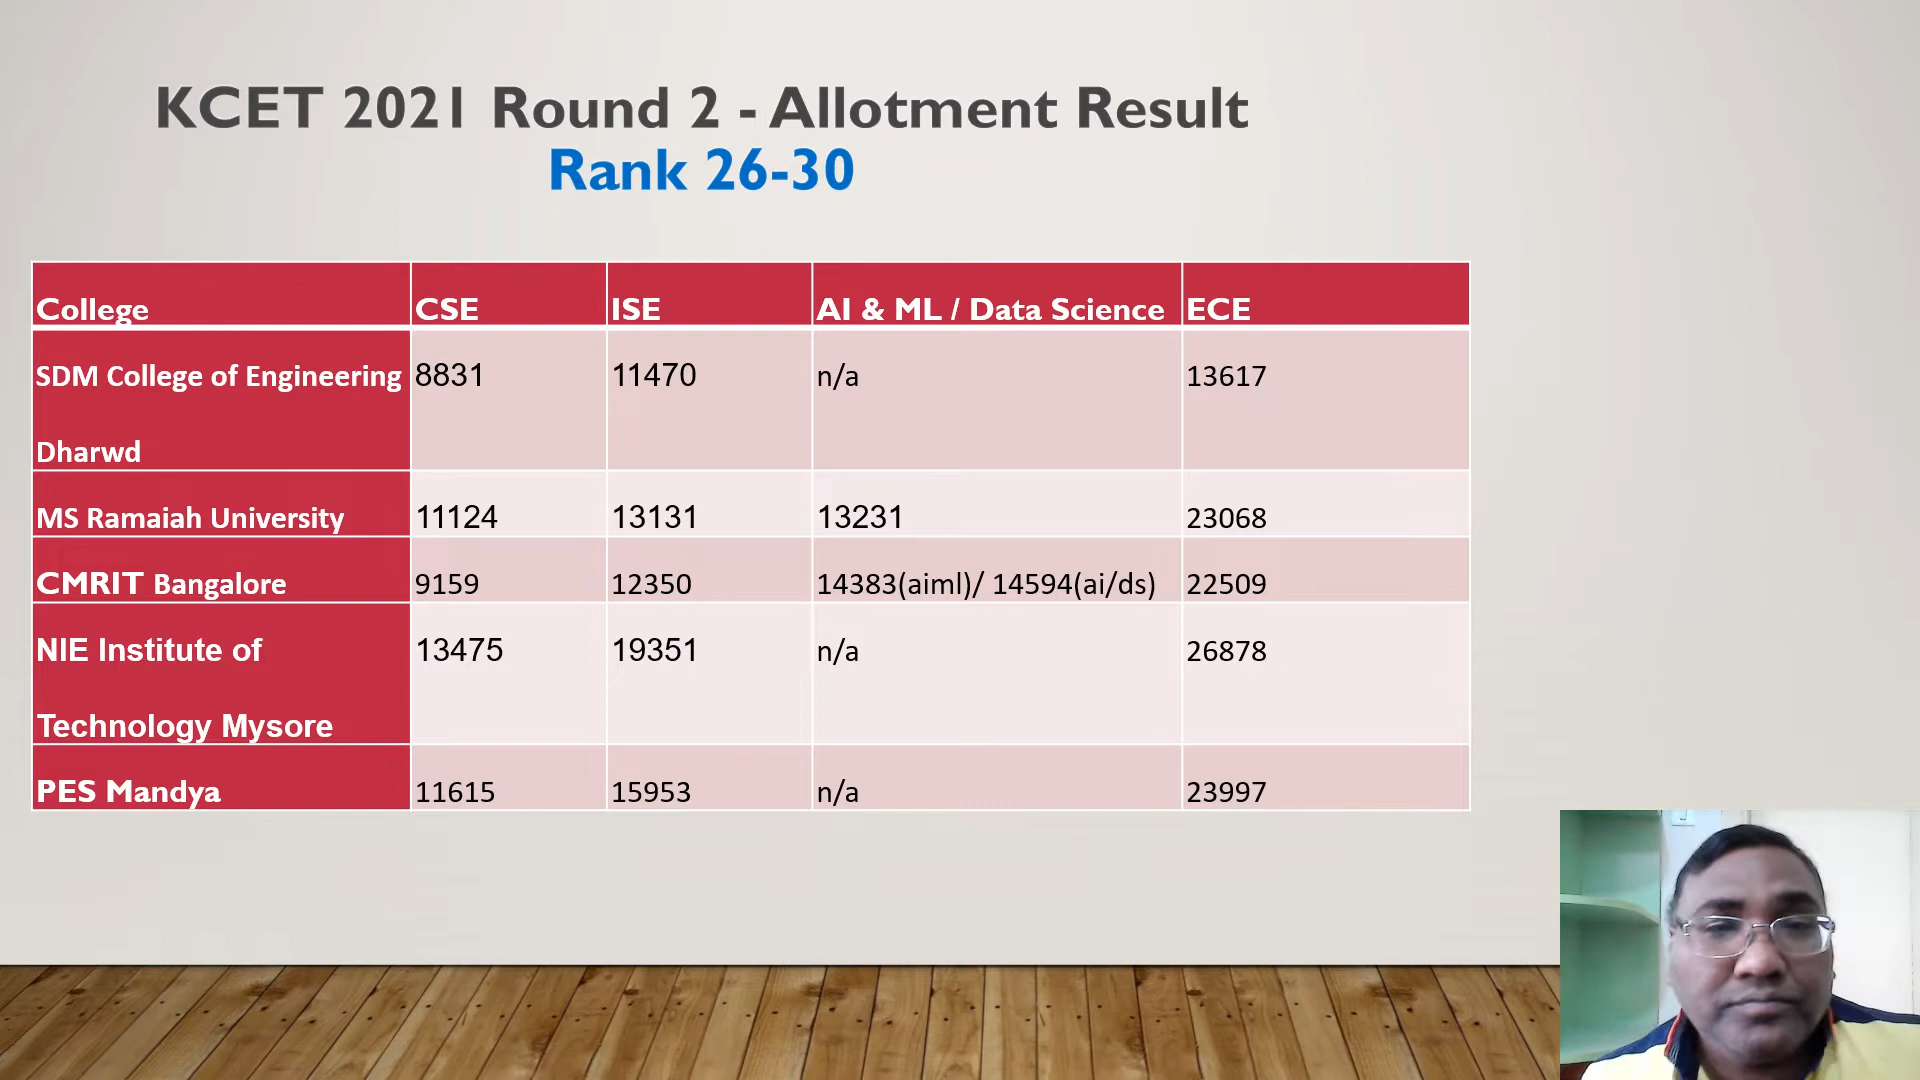 KCET 2021 Round 2 - Allotment Result
Rank 26-30
College CSE ISE AI & ML / Data Science ECE
SDM College of Engineering 8831 11470 n/a 13617
Dharwd
MS Ramaiah University 11124 13131 13231 23068
CMRIT Bangalore 9159 12350 14383(aiml)/ 14594(ai/ds) 22509
NIE Institute of 13475 19351 n/a 26878
Technology Mysore
PES Mandya 11615 15953 n/a 23997